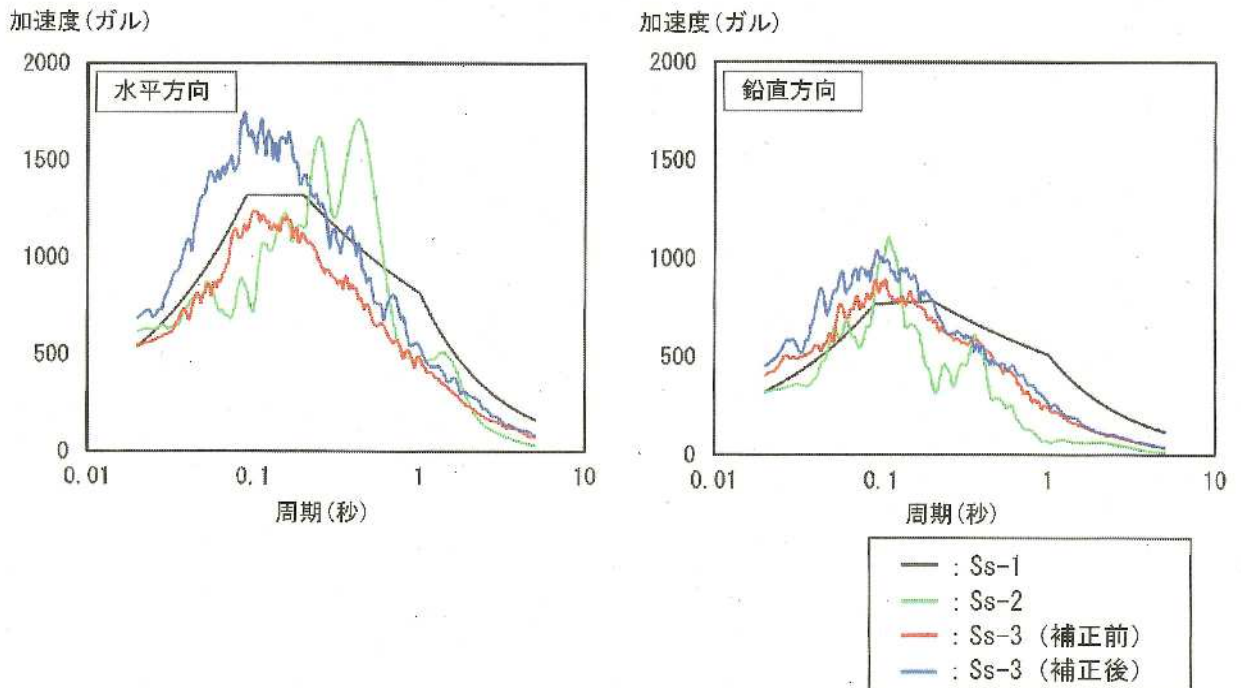 加速度(ガル)
2000
水平方向
1500
1000
500
0
0.01
0.1
1
10
周期(秒)
加速度(ガル)
2000
鉛直方向
1500
1000
500
0
0.01
0.1
1
10
周期(秒)
: Ss-1
: Ss-2
: Ss-3 (補正前)
: Ss-3 (補正後)